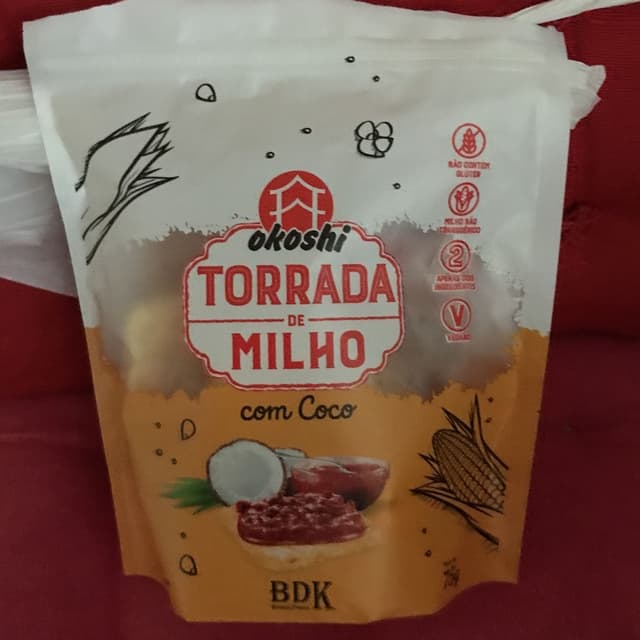 NÃO CONTÉM
GLÚTEN
MILHO NÃO
TRANSGÊNICO
okoshi
2
APENAS DOIS
INGREDIENTES
TORRADA
DE
MILHO
V
VEGANO
com Coco
BDK